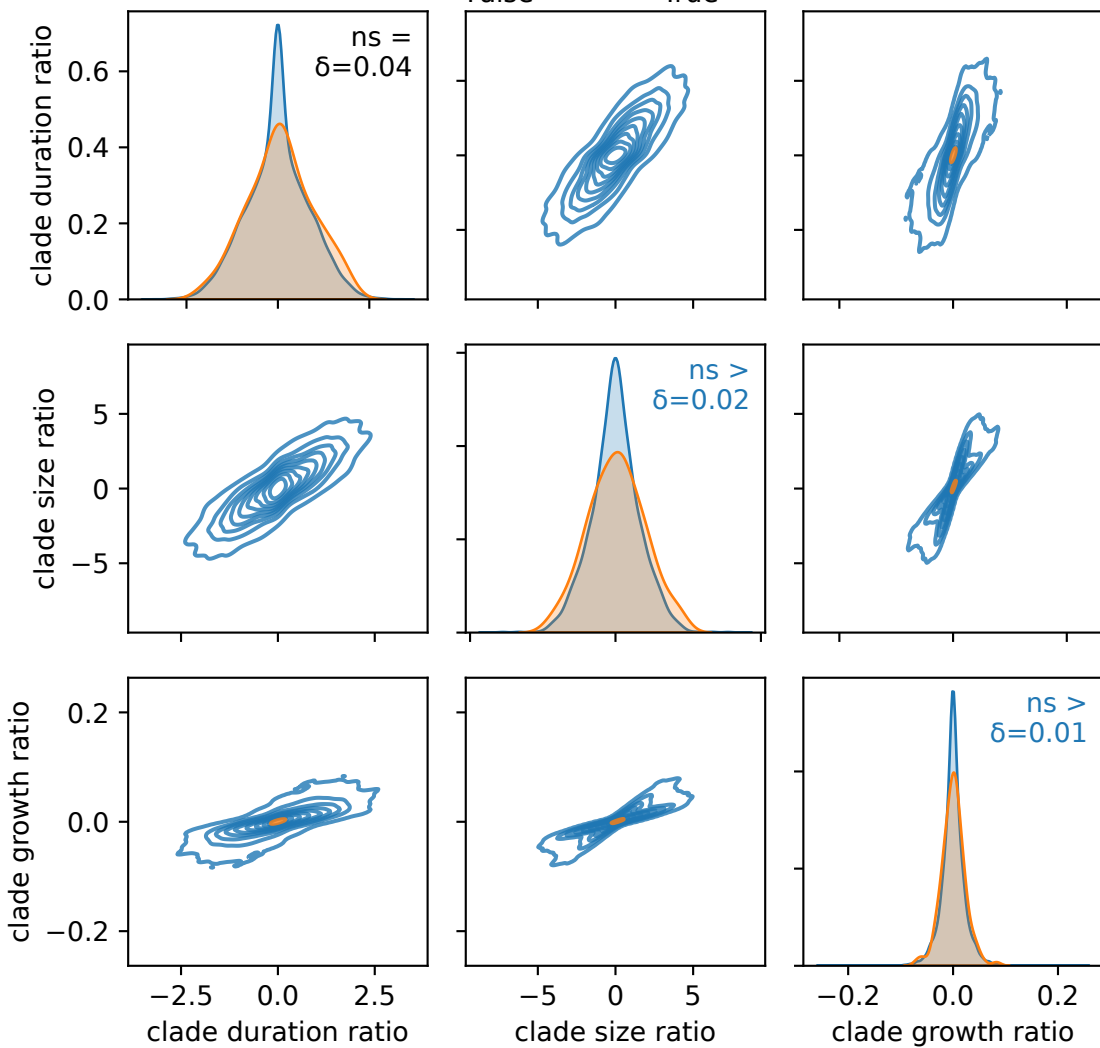 clade duration ratio
0.6
0.4
0.2
0.0
ns =
δ=0.04
clade size ratio
5
0
−5
ns >
δ=0.02
clade growth ratio
0.2
0.0
−0.2
ns >
δ=0.01
−2.5 0.0 2.5
−5 0 5
−0.2 0.0 0.2
clade duration ratio
clade size ratio
clade growth ratio